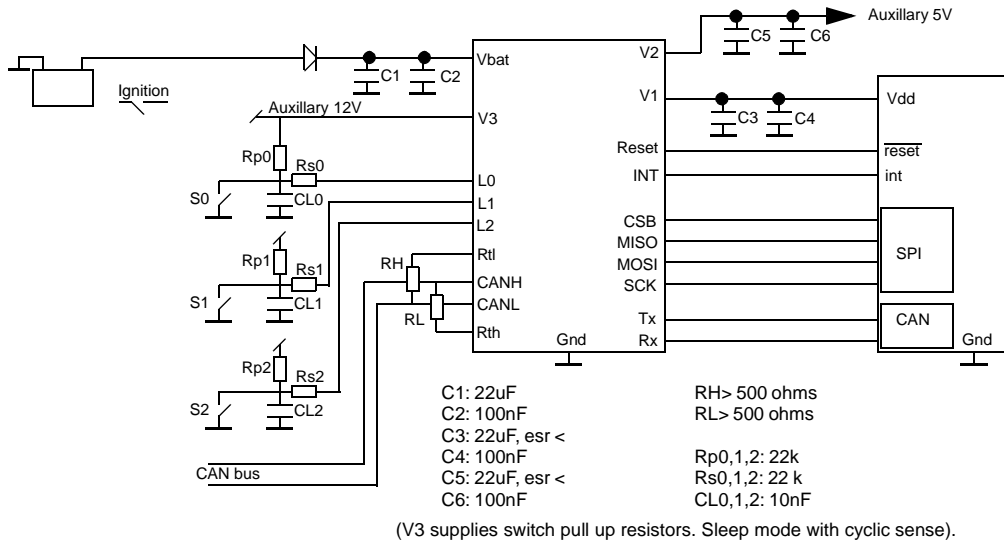 Auxillary 5V
C5
C6
V2
Vbat
C1
C2
Ignition
V1
Vdd
C3
C4
Auxillary 12V
V3
Reset
reset
Rp0
INT
int
Rs0
L0
S0
CL0
L1
CSB
L2
MISO
SPI
Rp1
MOSI
Rtl
Rs1
RH
SCK
CANH
S1
CL1
CANL
RL
Tx
CAN
Rth
Rx
Gnd
Gnd
Rp2
Rs2
S2
CL2
CAN bus
C1: 22uF
C2: 100nF
C3: 22uF, esr <
C4: 100nF
C5: 22uF, esr <
C6: 100nF
RH> 500 ohms
RL> 500 ohms
Rp0,1,2: 22k
Rs0,1,2: 22 k
CL0,1,2: 10nF
(V3 supplies switch pull up resistors. Sleep mode with cyclic sense).